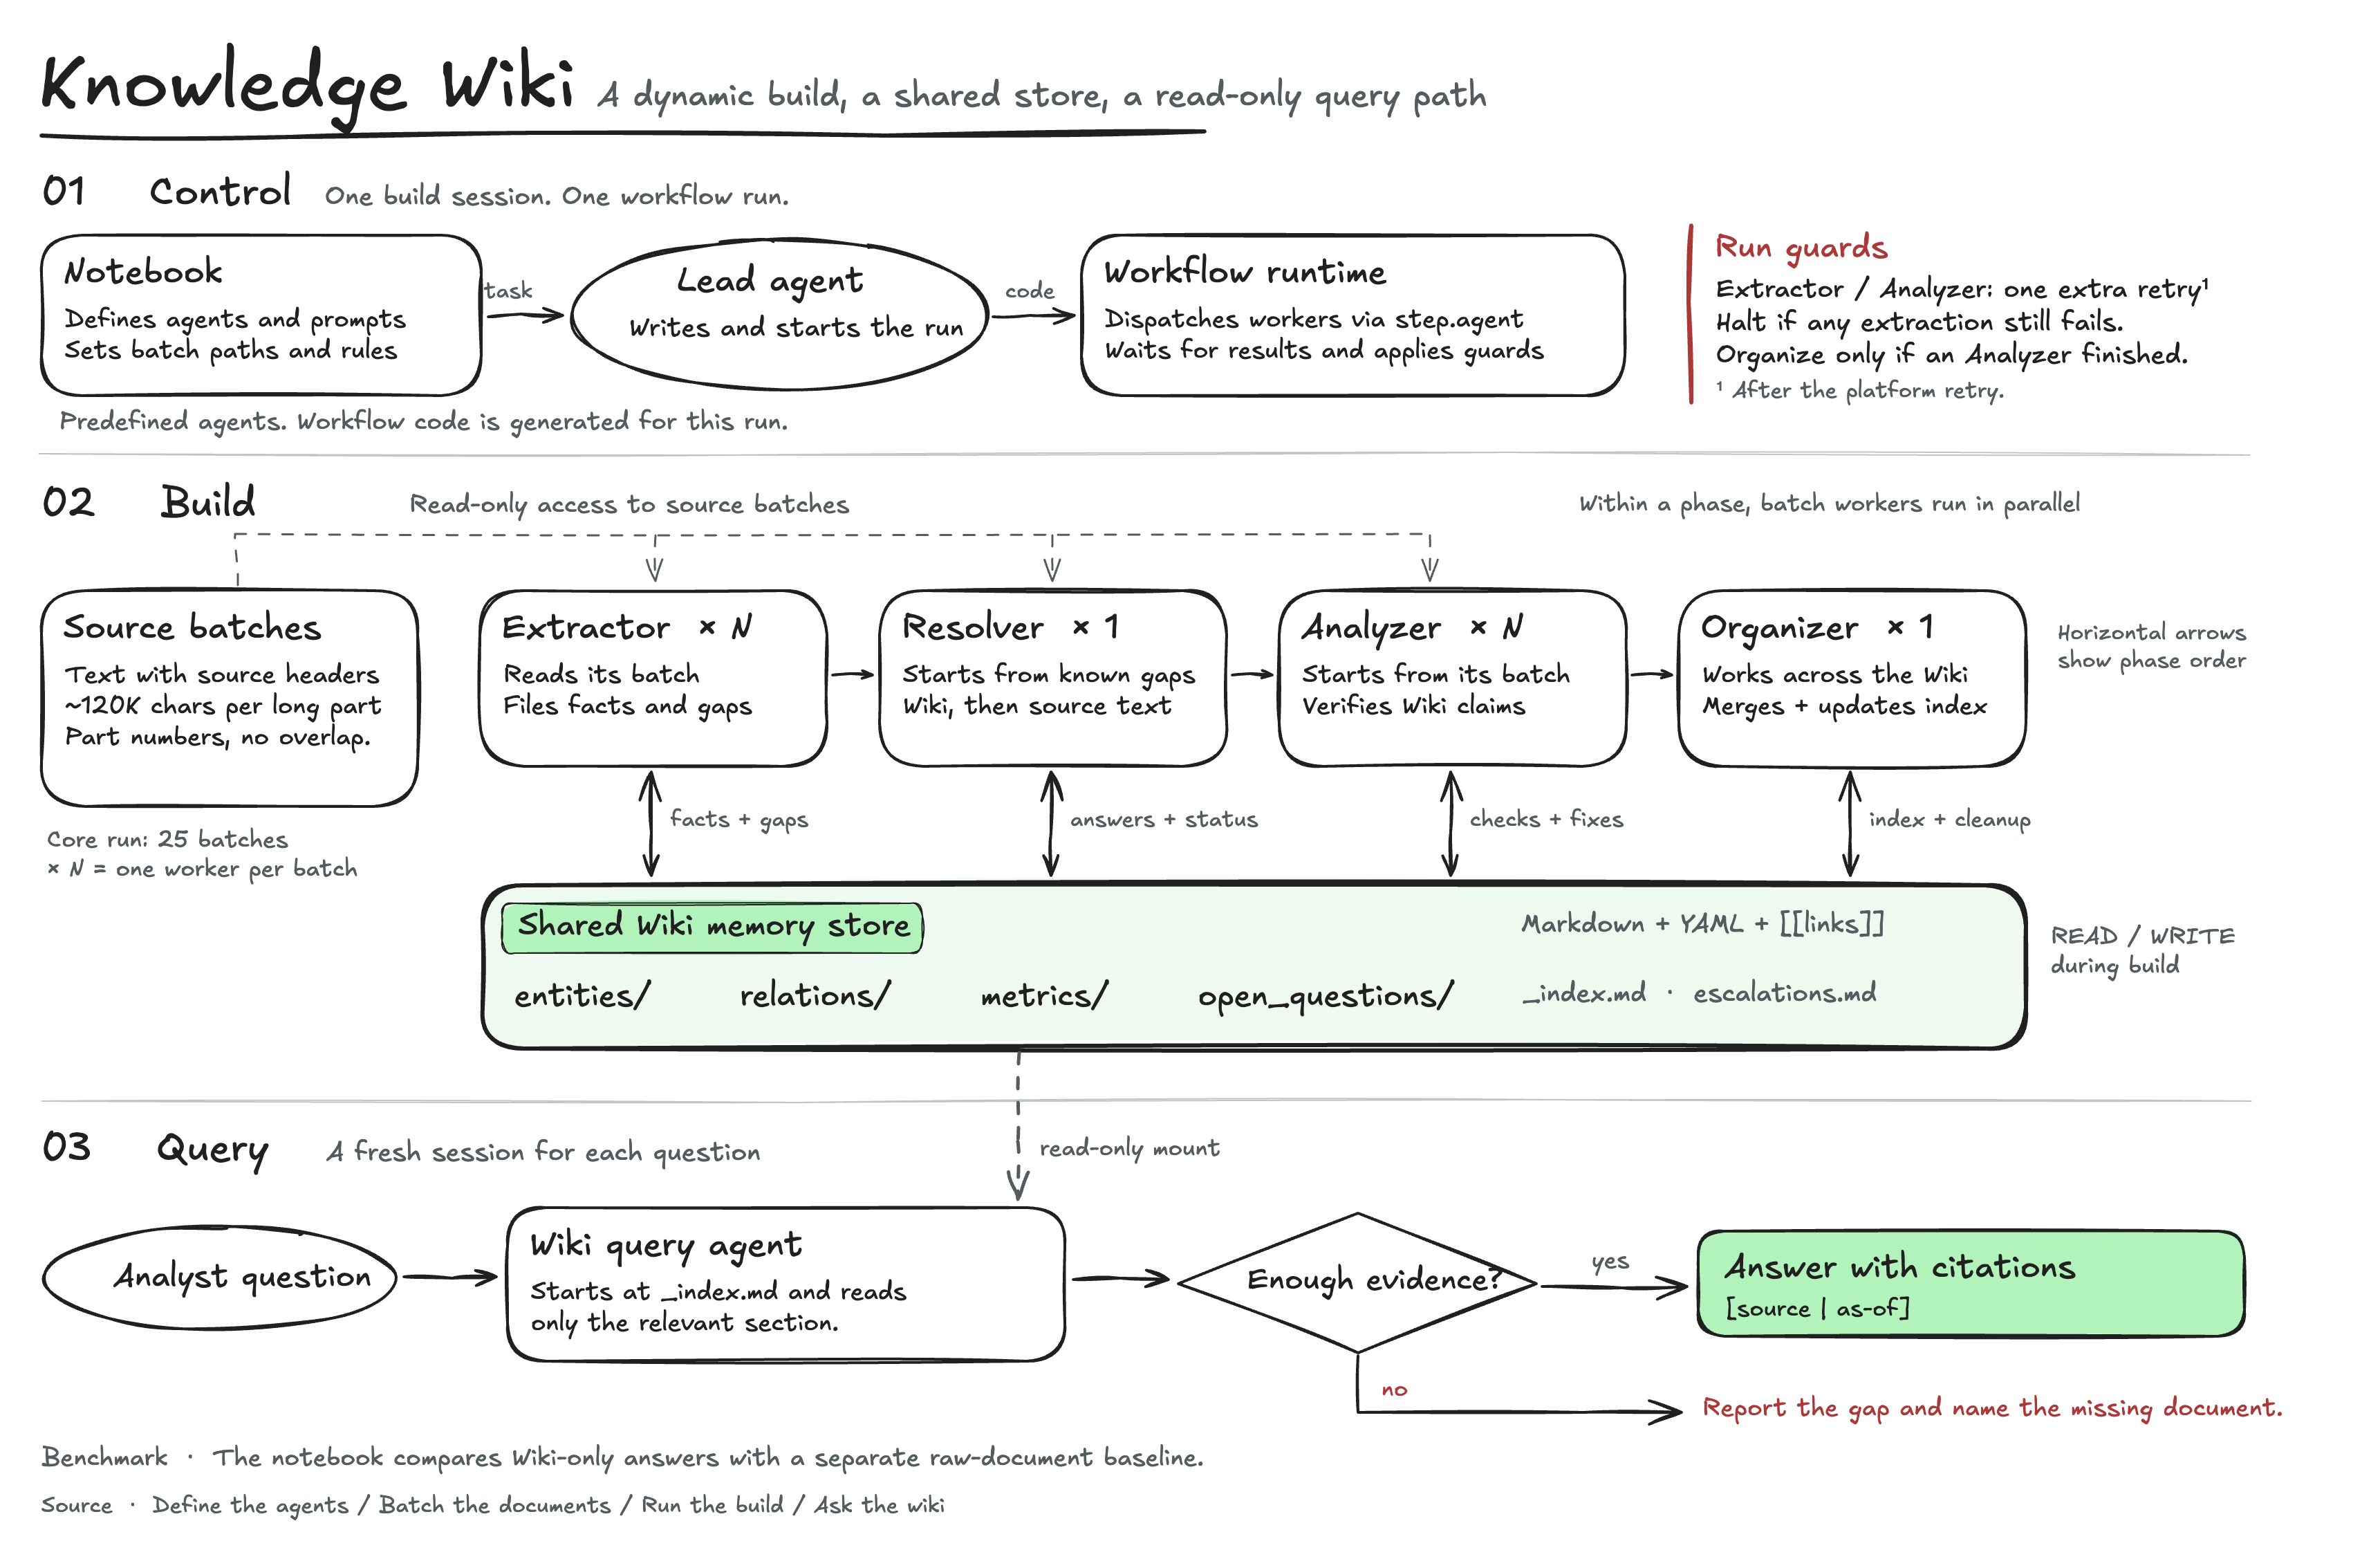 Knowledge Wiki A dynamic build, a shared store, a read-only query path
01 Control One build session. One workflow run.
Notebook
Defines agents and prompts
Sets batch paths and rules
task
Lead agent
Writes and starts the run
code
Workflow runtime
Dispatches workers via step.agent
Waits for results and applies guards
Run guards
Extractor / Analyzer: one extra retry¹
Halt if any extraction still fails.
Organize only if an Analyzer finished.
¹ After the platform retry.
Predefined agents. Workflow code is generated for this run.
02 Build
Read-only access to source batches
Within a phase, batch workers run in parallel
Source batches
Text with source headers
~120K chars per long part
Part numbers, no overlap.
Core run: 25 batches
× N = one worker per batch
Extractor × N
Reads its batch
Files facts and gaps
Resolver × 1
Starts from known gaps
Wiki, then source text
Analyzer × N
Starts from its batch
Verifies Wiki claims
Organizer × 1
Works across the Wiki
Merges + updates index
Horizontal arrows
show phase order
facts + gaps
answers + status
checks + fixes
index + cleanup
Shared Wiki memory store
Markdown + YAML + [[links]]
entities/ relations/ metrics/ open_questions/ _index.md · escalations.md
READ / WRITE
during build
03 Query A fresh session for each question
read-only mount
Analyst question
Wiki query agent
Starts at _index.md and reads
only the relevant section.
Enough evidence?
yes
Answer with citations
[source | as-of]
no
Report the gap and name the missing document.
Benchmark · The notebook compares Wiki-only answers with a separate raw-document baseline.
Source · Define the agents / Batch the documents / Run the build / Ask the wiki